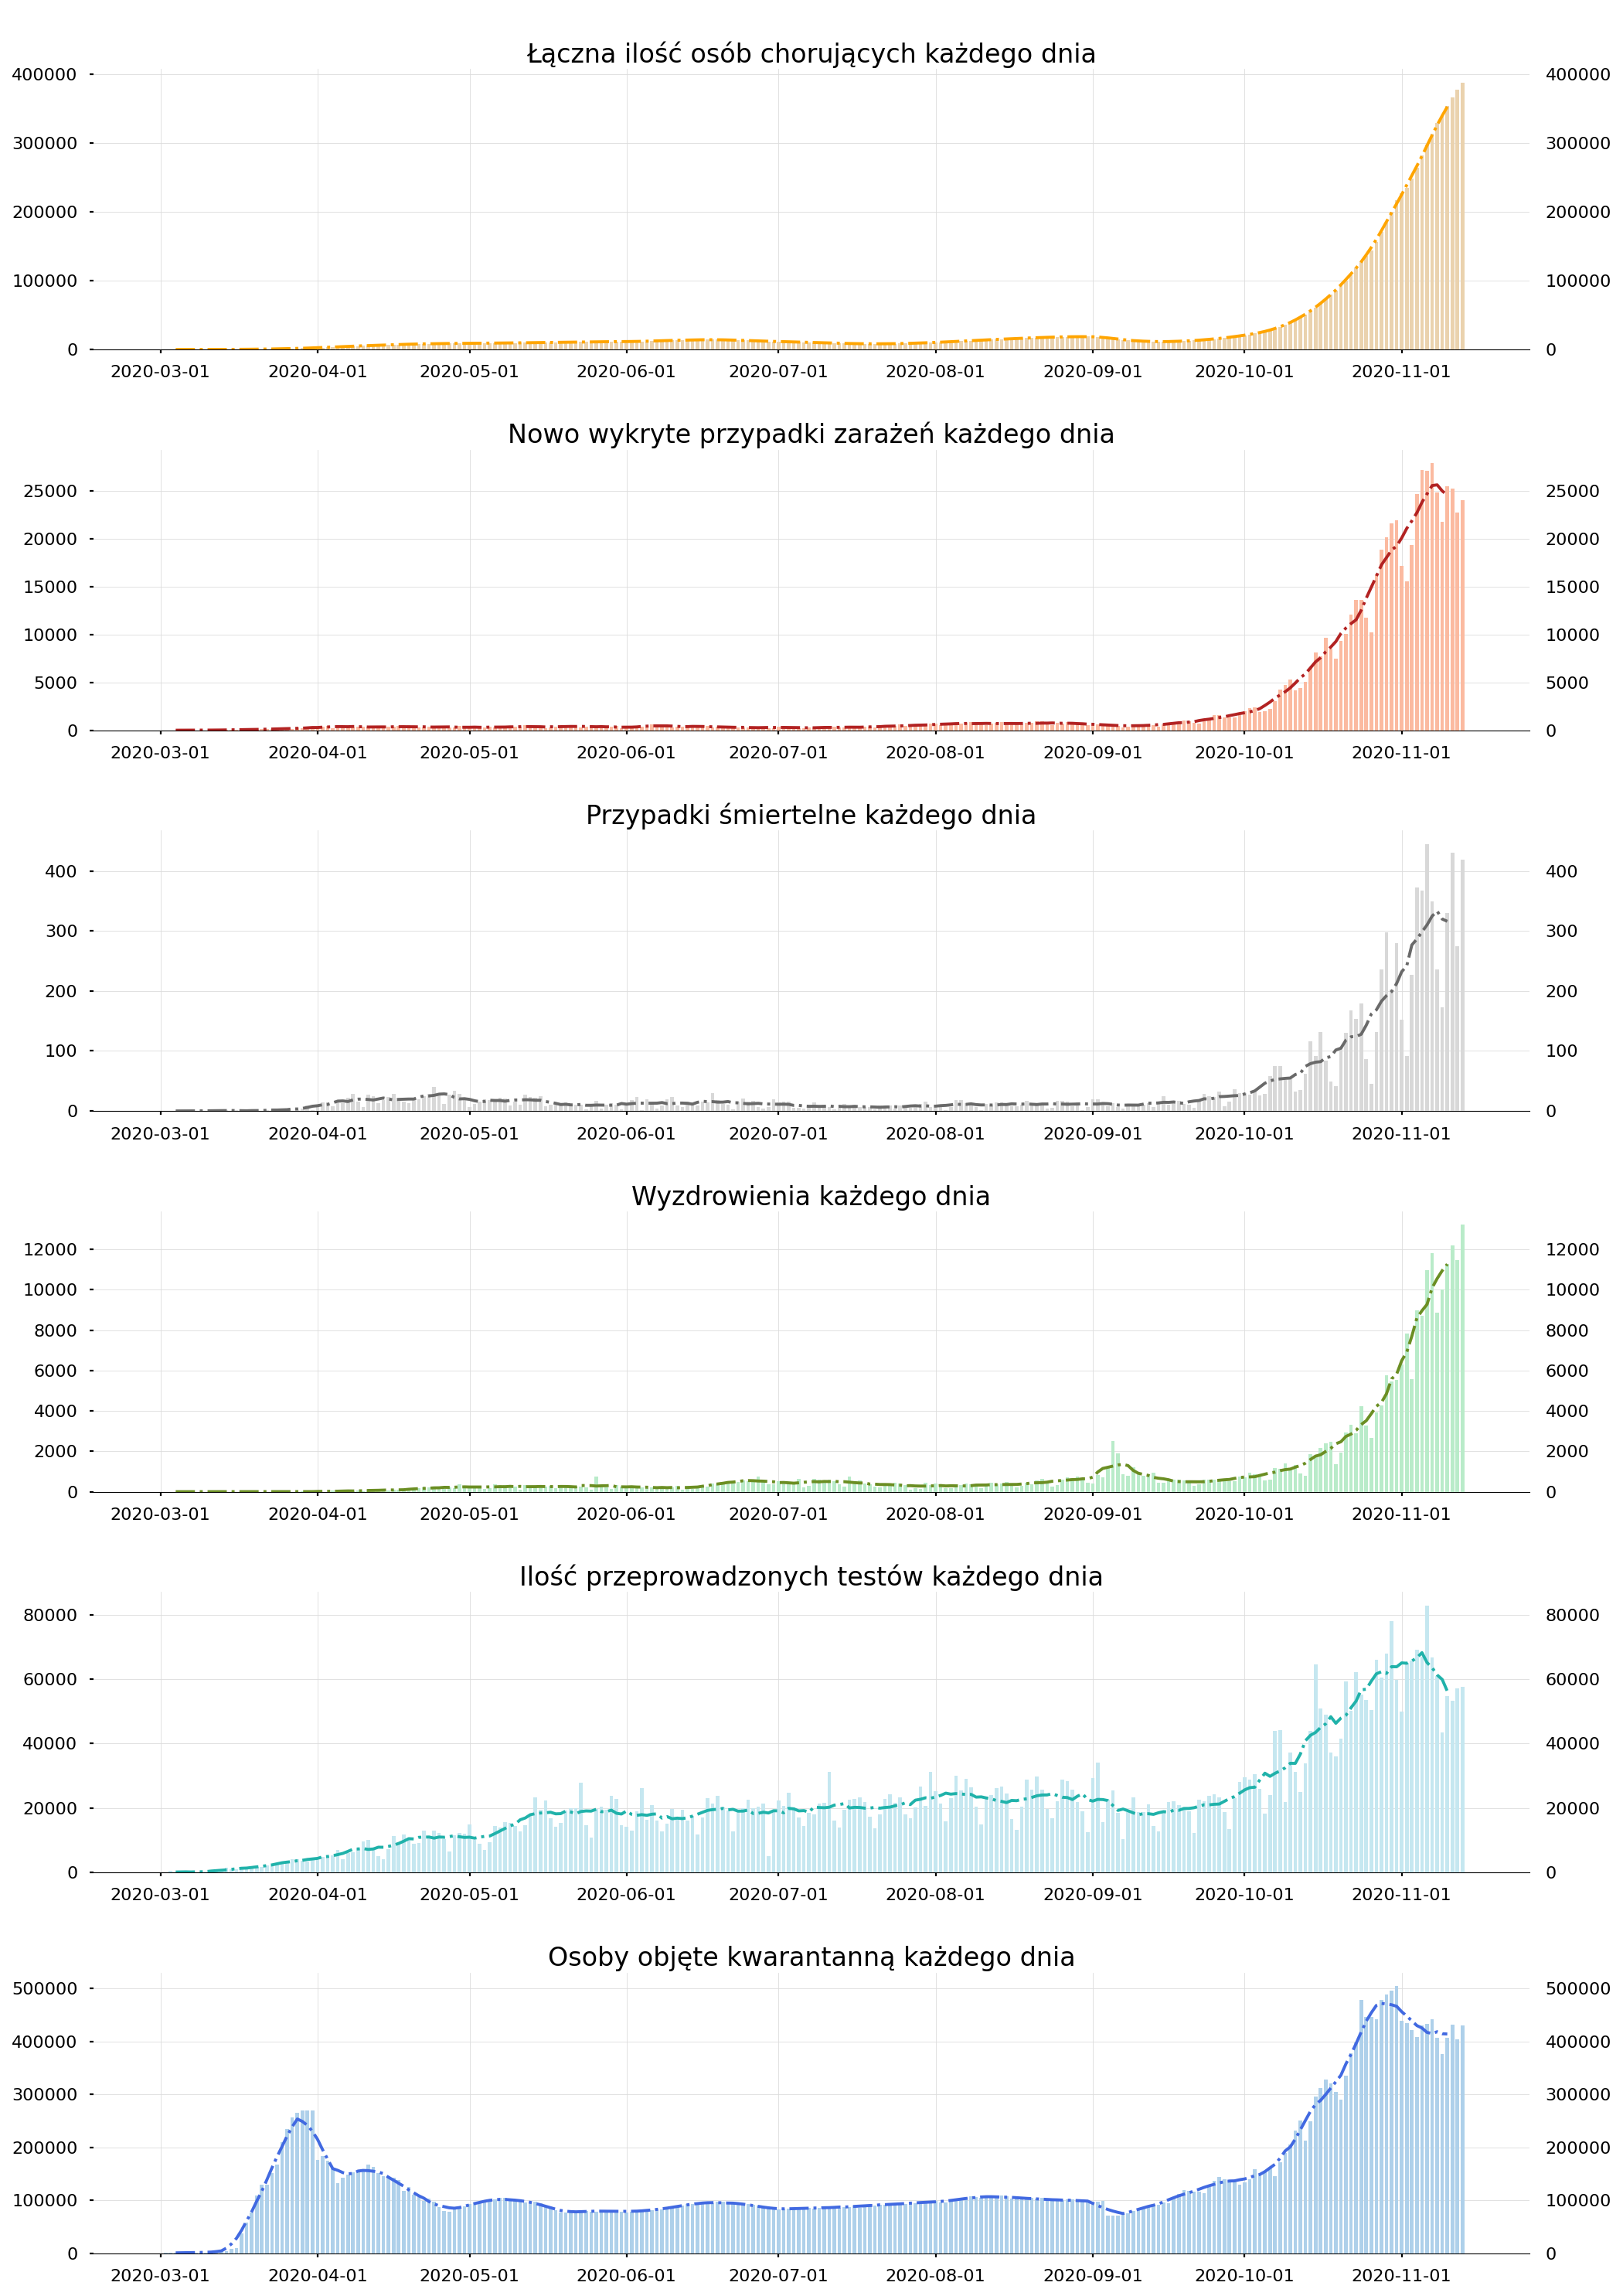 Łączna ilość osób chorujących każdego dnia
400000 400000
300000 300000
200000 200000
100000 100000
0 0
2020-03-01 2020-04-01 2020-05-01 2020-06-01 2020-07-01 2020-08-01 2020-09-01 2020-10-01 2020-11-01
Nowo wykryte przypadki zarażeń każdego dnia
25000 25000
20000 20000
15000 15000
10000 10000
5000 5000
0 0
2020-03-01 2020-04-01 2020-05-01 2020-06-01 2020-07-01 2020-08-01 2020-09-01 2020-10-01 2020-11-01
Przypadki śmiertelne każdego dnia
400 400
300 300
200 200
100 100
0 0
2020-03-01 2020-04-01 2020-05-01 2020-06-01 2020-07-01 2020-08-01 2020-09-01 2020-10-01 2020-11-01
Wyzdrowienia każdego dnia
12000 12000
10000 10000
8000 8000
6000 6000
4000 4000
2000 2000
0 0
2020-03-01 2020-04-01 2020-05-01 2020-06-01 2020-07-01 2020-08-01 2020-09-01 2020-10-01 2020-11-01
Ilość przeprowadzonych testów każdego dnia
80000 80000
60000 60000
40000 40000
20000 20000
0 0
2020-03-01 2020-04-01 2020-05-01 2020-06-01 2020-07-01 2020-08-01 2020-09-01 2020-10-01 2020-11-01
Osoby objęte kwarantanną każdego dnia
500000 500000
400000 400000
300000 300000
200000 200000
100000 100000
0 0
2020-03-01 2020-04-01 2020-05-01 2020-06-01 2020-07-01 2020-08-01 2020-09-01 2020-10-01 2020-11-01